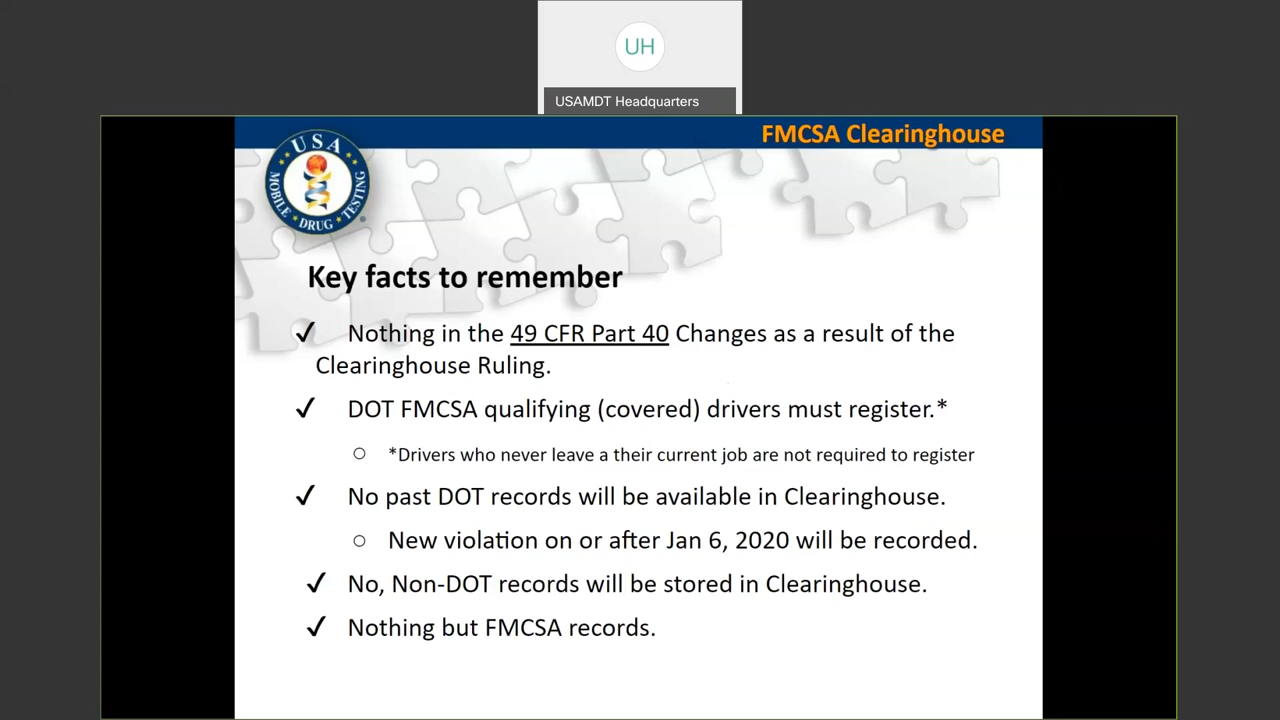 UH
USAMDT Headquarters
FMCSA Clearinghouse
USA
MOBILE DRUG TESTING
Key facts to remember
✓ Nothing in the 49 CFR Part 40 Changes as a result of the
Clearinghouse Ruling.
✓ DOT FMCSA qualifying (covered) drivers must register.*
○ *Drivers who never leave a their current job are not required to register
✓ No past DOT records will be available in Clearinghouse.
○ New violation on or after Jan 6, 2020 will be recorded.
✓ No, Non-DOT records will be stored in Clearinghouse.
✓ Nothing but FMCSA records.